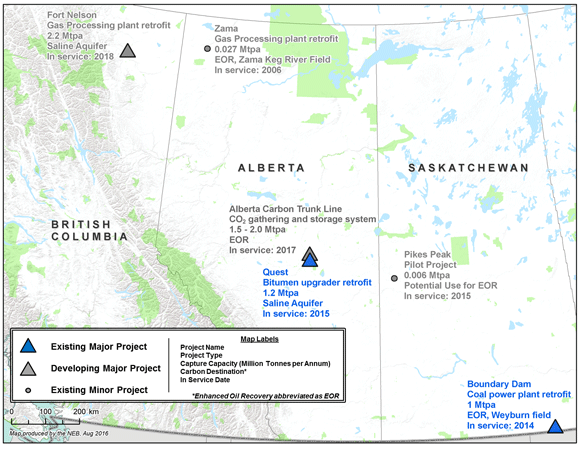 Fort Nelson
Gas Processing plant retrofit
2.2 Mtpa
Saline Aquifer
In service: 2018
Zama
Gas Processing plant retrofit
0.027 Mtpa
EOR, Zama Keg River Field
In service: 2006
ALBERTA
SASKATCHEWAN
BRITISH
COLUMBIA
Alberta Carbon Trunk Line
CO₂ gathering and storage system
1.5 - 2.0 Mtpa
EOR
In service: 2017
Quest
Bitumen upgrader retrofit
1.2 Mtpa
Saline Aquifer
In service: 2015
Pikes Peak
Pilot Project
0.006 Mtpa
Potential Use for EOR
In service: 2015
Boundary Dam
Coal power plant retrofit
1 Mtpa
EOR, Weyburn field
In service: 2014
Existing Major Project
Developing Major Project
Existing Minor Project
Map Labels
Project Name
Project Type
Capture Capacity (Million Tonnes per Annum)
Carbon Destination*
In Service Date
*Enhanced Oil Recovery abbreviated as EOR
0 50 100 200 km
Map produced by the NEB, Aug 2016